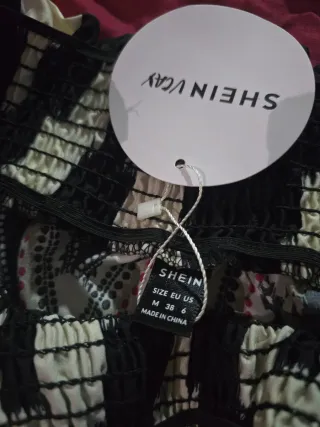 SHEIN VCAY
SHEIN
SIZE EU US
M 38 6
MADE IN CHINA